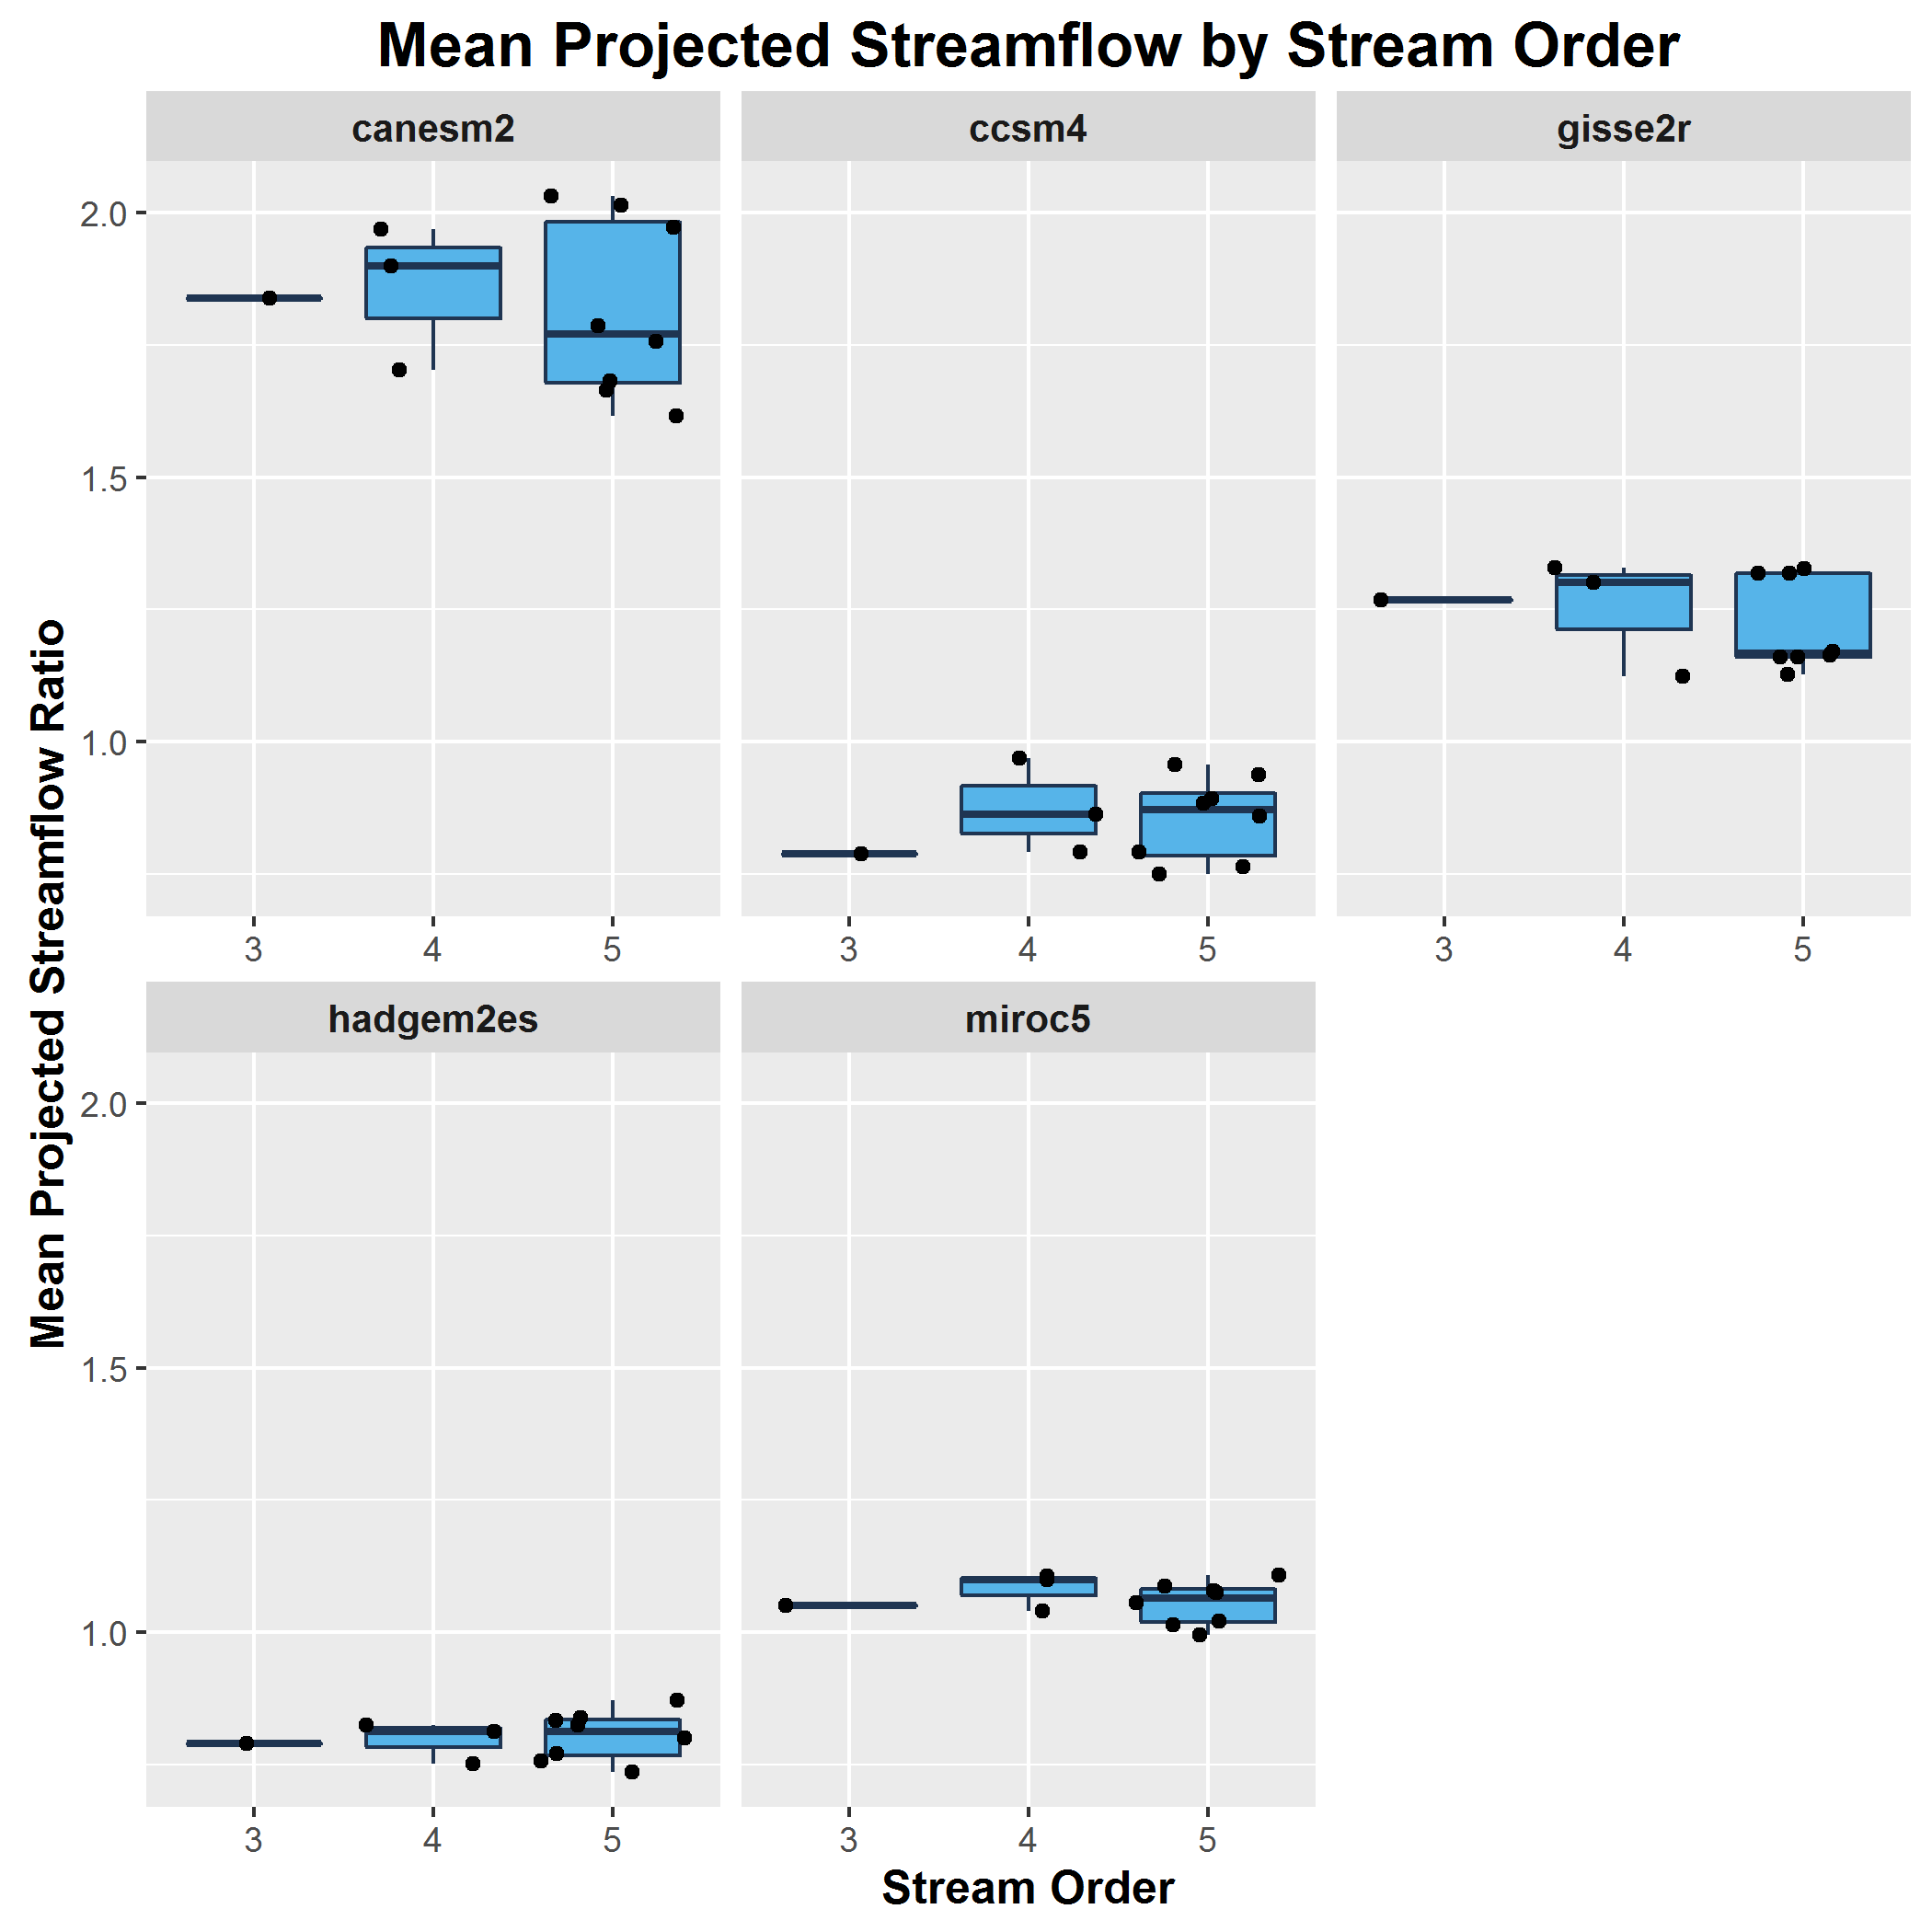 Mean Projected Streamflow by Stream Order
canesm2 ccsm4 gisse2r
2.0
1.5
1.0
3 4 5 3 4 5 3 4 5
Mean Projected Streamflow Ratio
hadgem2es miroc5
2.0
1.5
1.0
3 4 5 3 4 5
Stream Order